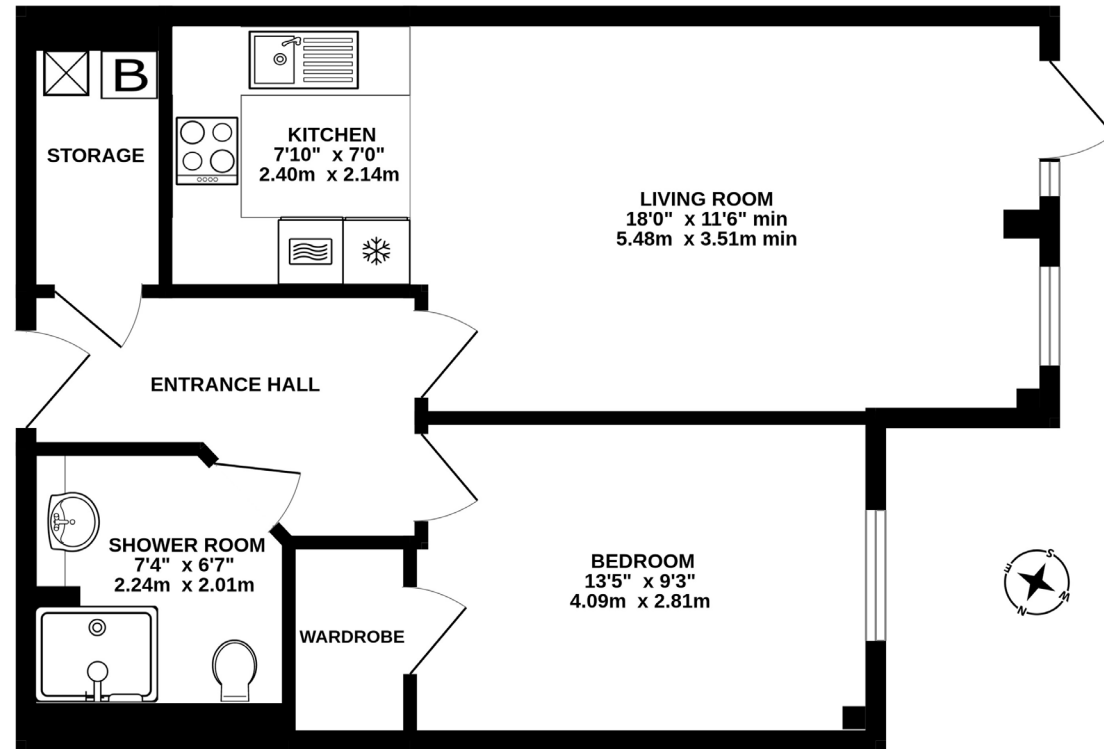 B
STORAGE
KITCHEN
7'10" x 7'0"
2.40m x 2.14m
LIVING ROOM
18'0" x 11'6" min
5.48m x 3.51m min
ENTRANCE HALL
SHOWER ROOM
7'4" x 6'7"
2.24m x 2.01m
WARDROBE
BEDROOM
13'5" x 9'3"
4.09m x 2.81m
S
E
W
N